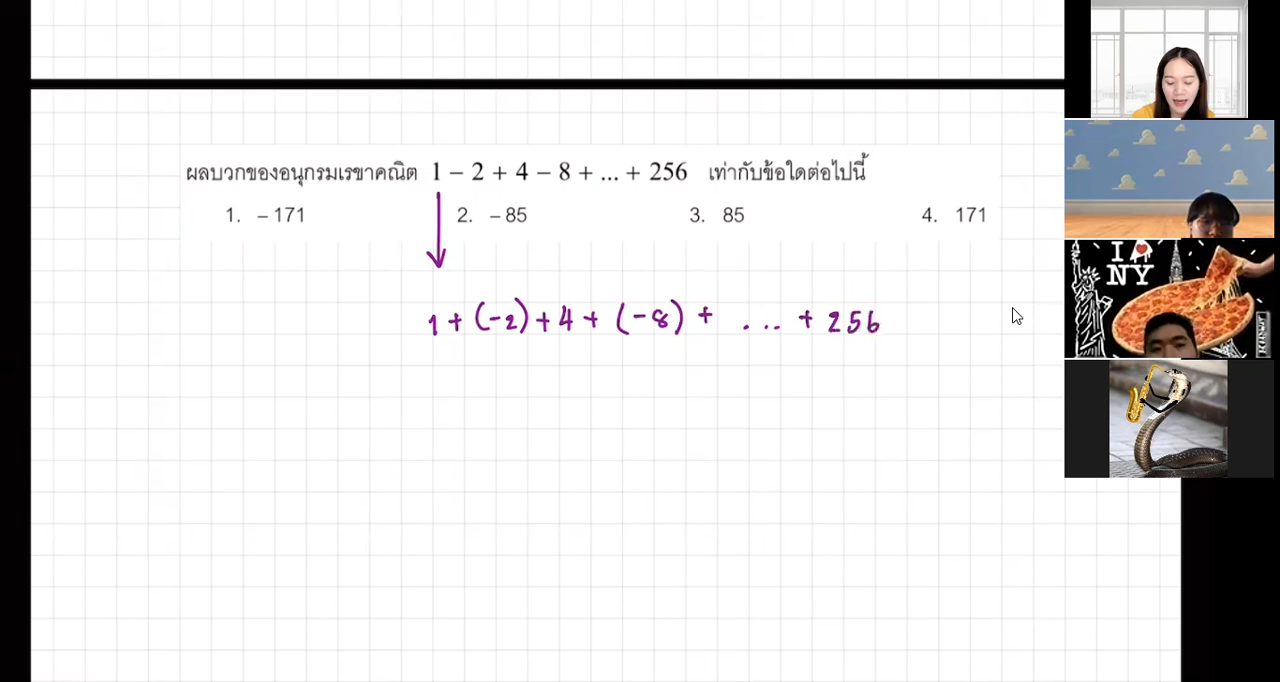 ผลบวกของอนุกรมเรขาคณิต 1 − 2 + 4 − 8 + ... + 256 เท่ากับข้อใดต่อไปนี้
1. − 171 2. − 85 3. 85 4. 171
1 + (-2) + 4 + (-8) + ... + 256
I
NY